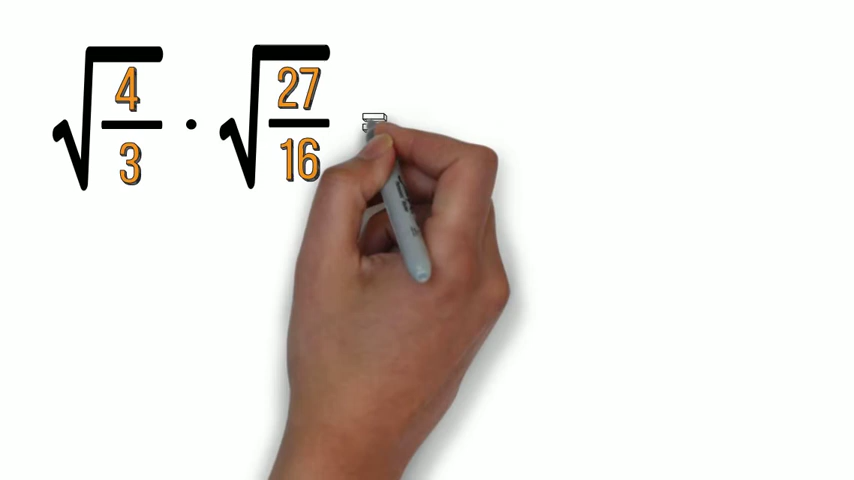 √(4/3) · √(27/16) =